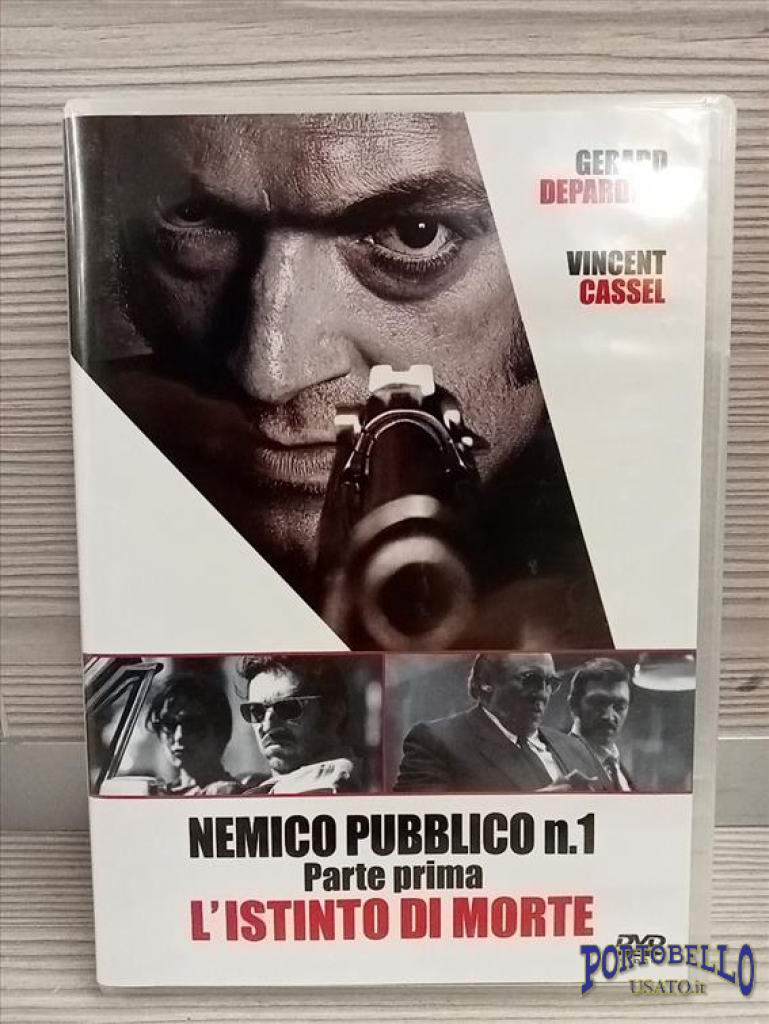 GERARD
VINCENT
CASSEL
NEMICO PUBBLICO n.1
Parte prima
L'ISTINTO DI MORTE
DVD
PORTOBELLO
USATO.it